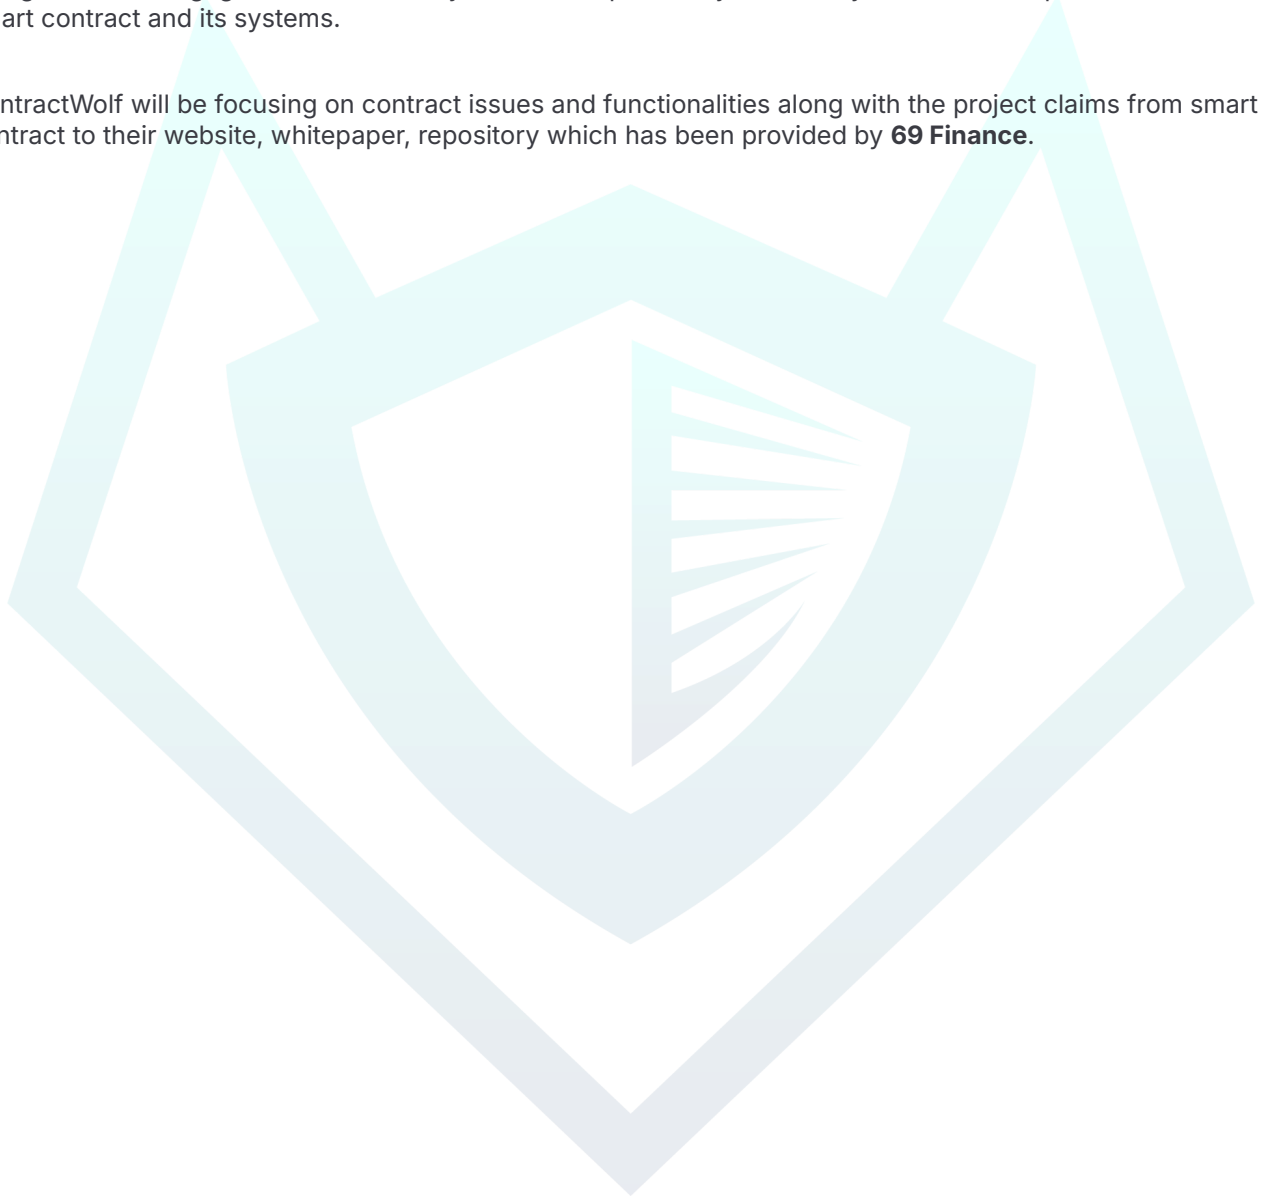 art contract and its systems.
ntractWolf will be focusing on contract issues and functionalities along with the project claims from smart
ntract to their website, whitepaper, repository which has been provided by 69 Finance.